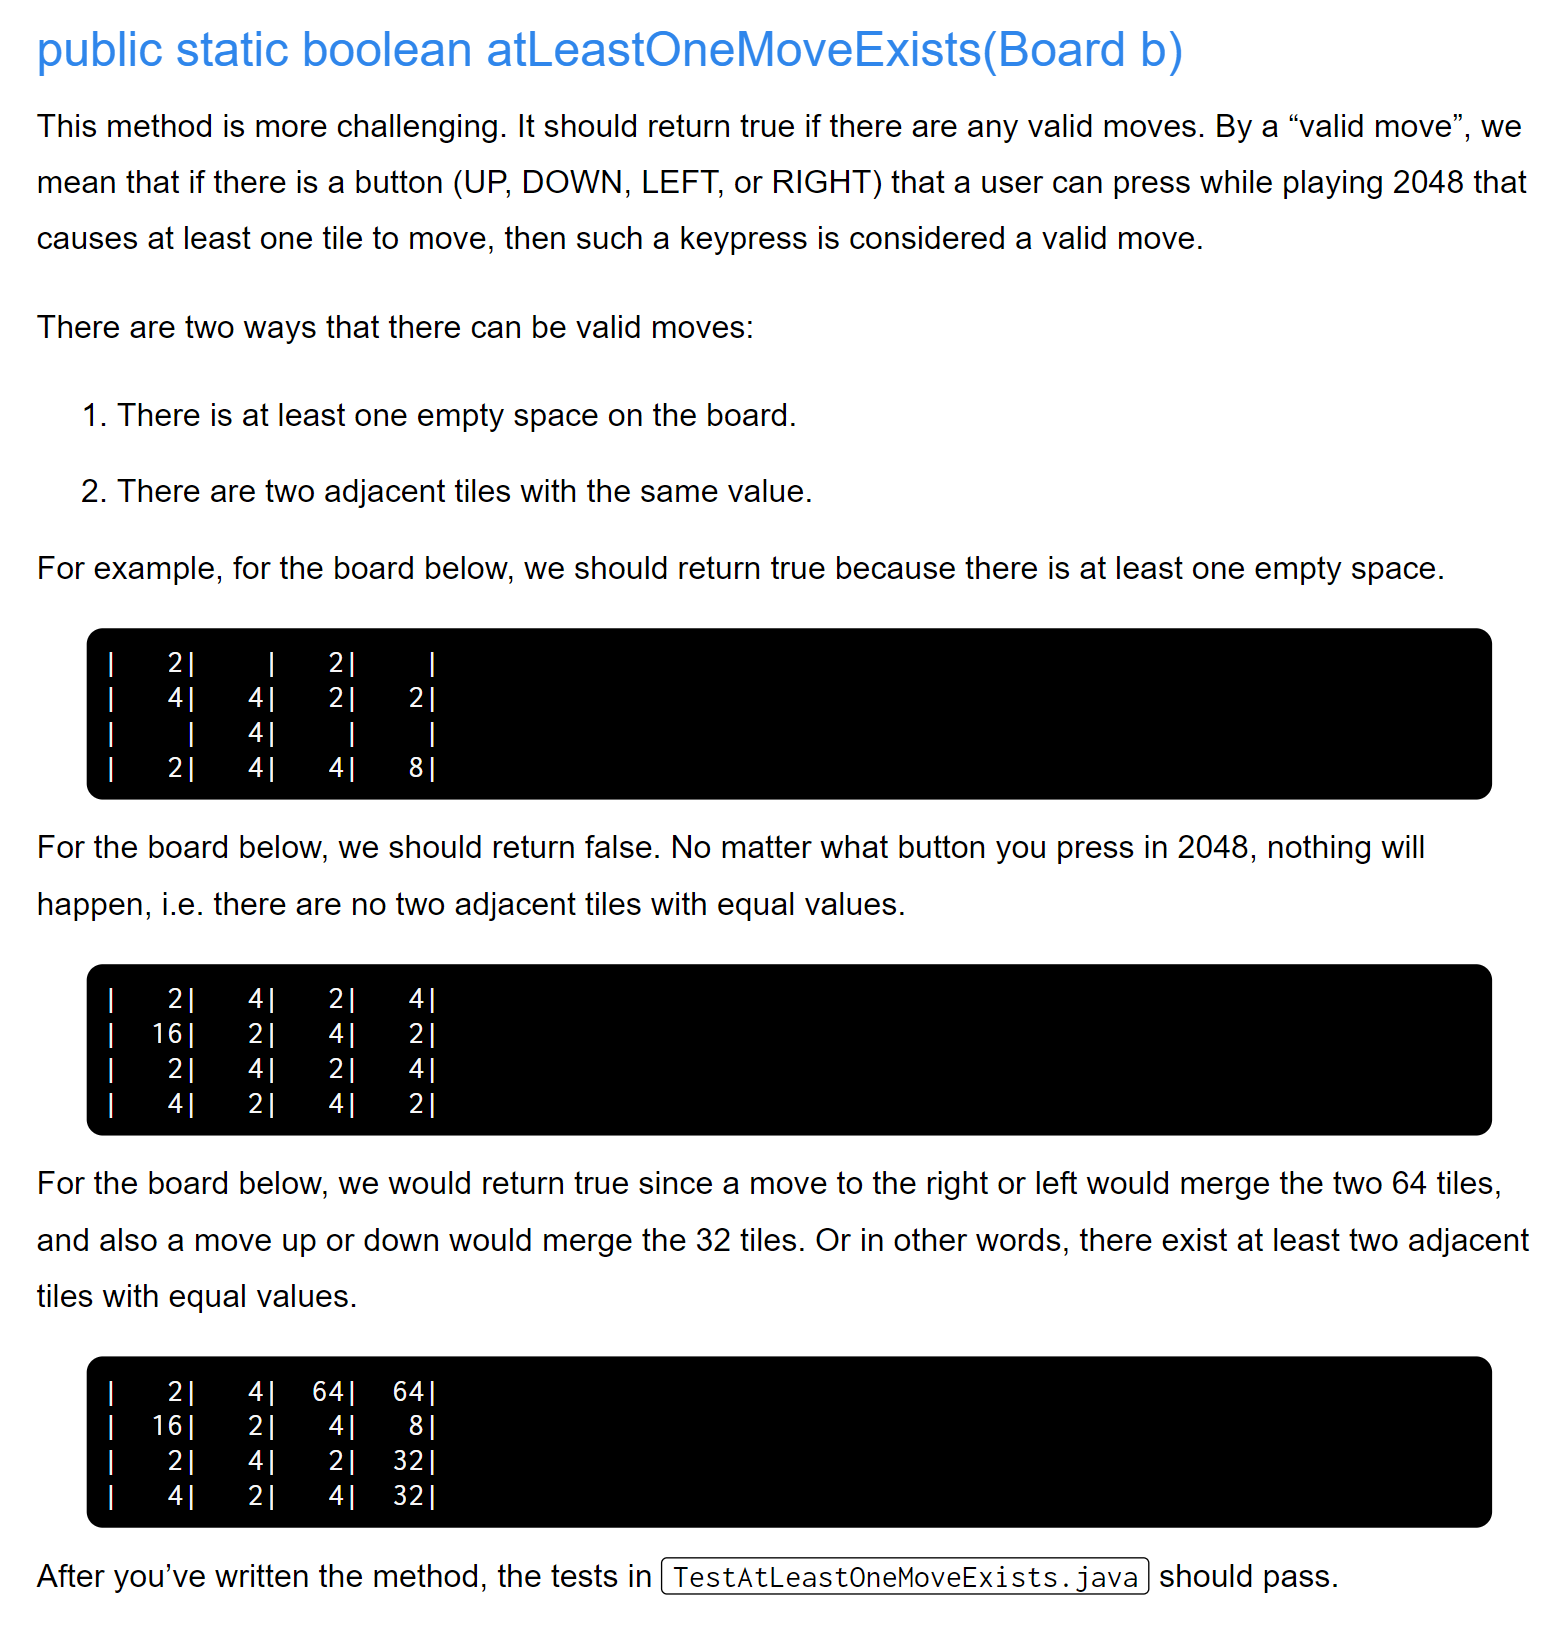 public static boolean atLeastOneMoveExists(Board b)
This method is more challenging. It should return true if there are any valid moves. By a “valid move”, we
mean that if there is a button (UP, DOWN, LEFT, or RIGHT) that a user can press while playing 2048 that
causes at least one tile to move, then such a keypress is considered a valid move.
There are two ways that there can be valid moves:
1. There is at least one empty space on the board.
2. There are two adjacent tiles with the same value.
For example, for the board below, we should return true because there is at least one empty space.
|   2|    |   2|    |
|   4|   4|   2|   2|
|    |   4|    |    |
|   2|   4|   4|   8|
For the board below, we should return false. No matter what button you press in 2048, nothing will
happen, i.e. there are no two adjacent tiles with equal values.
|   2|   4|   2|   4|
|  16|   2|   4|   2|
|   2|   4|   2|   4|
|   4|   2|   4|   2|
For the board below, we would return true since a move to the right or left would merge the two 64 tiles,
and also a move up or down would merge the 32 tiles. Or in other words, there exist at least two adjacent
tiles with equal values.
|   2|   4|  64|  64|
|  16|   2|   4|   8|
|   2|   4|   2|  32|
|   4|   2|   4|  32|
After you’ve written the method, the tests in TestAtLeastOneMoveExists.java should pass.